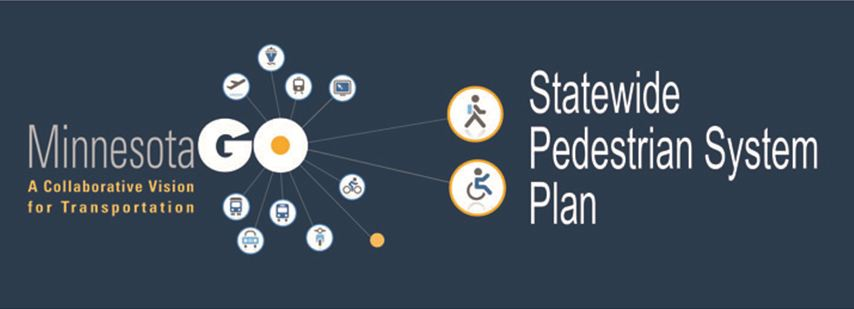 MinnesotaGO
A Collaborative Vision
for Transportation
Statewide
Pedestrian System
Plan